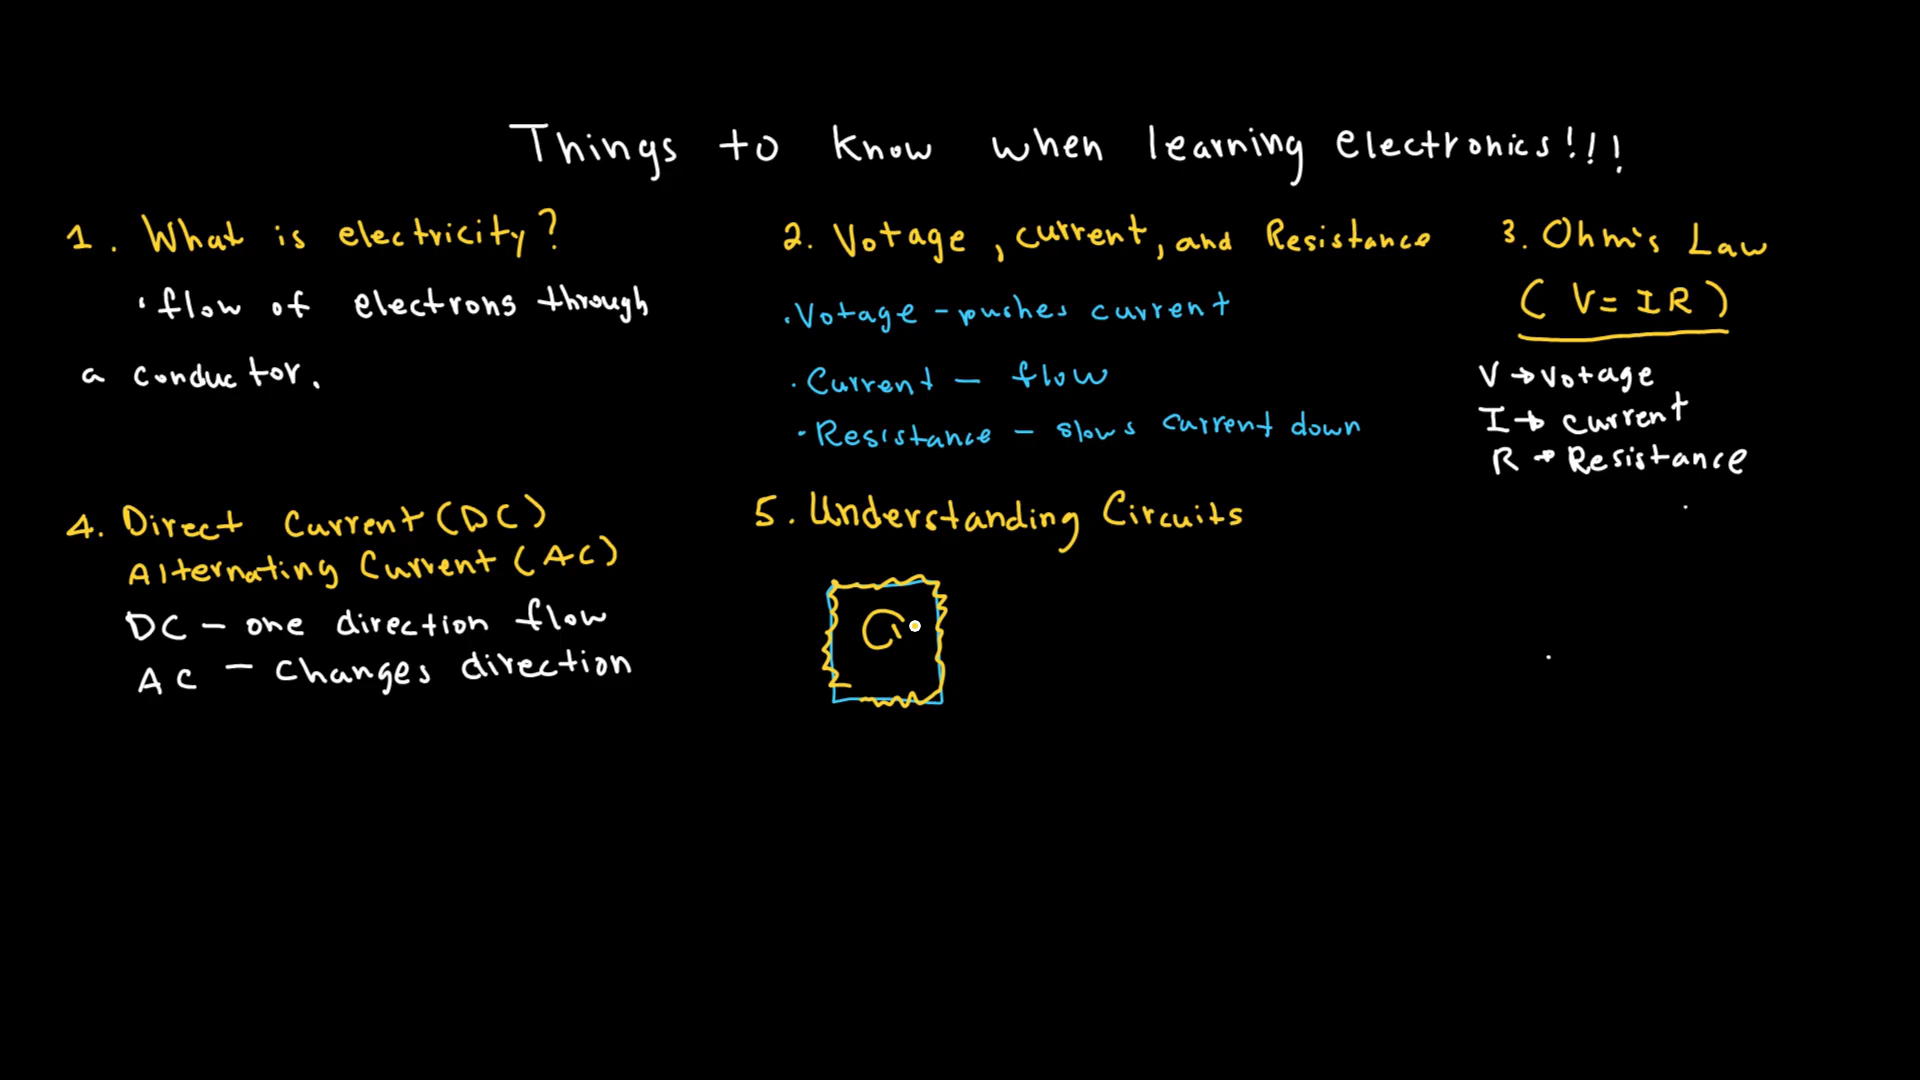 Things to know when learning electronics!!!
1. What is electricity?
• flow of electrons through
a conductor.
2. Votage, current, and Resistance
• Votage - pushes current
• Current - flow
• Resistance - slows current down
3. Ohm's Law
(V = IR)
V → Votage
I → current
R → Resistance
4. Direct Current (DC)
Alternating Current (AC)
DC - one direction flow
AC - changes direction
5. Understanding Circuits